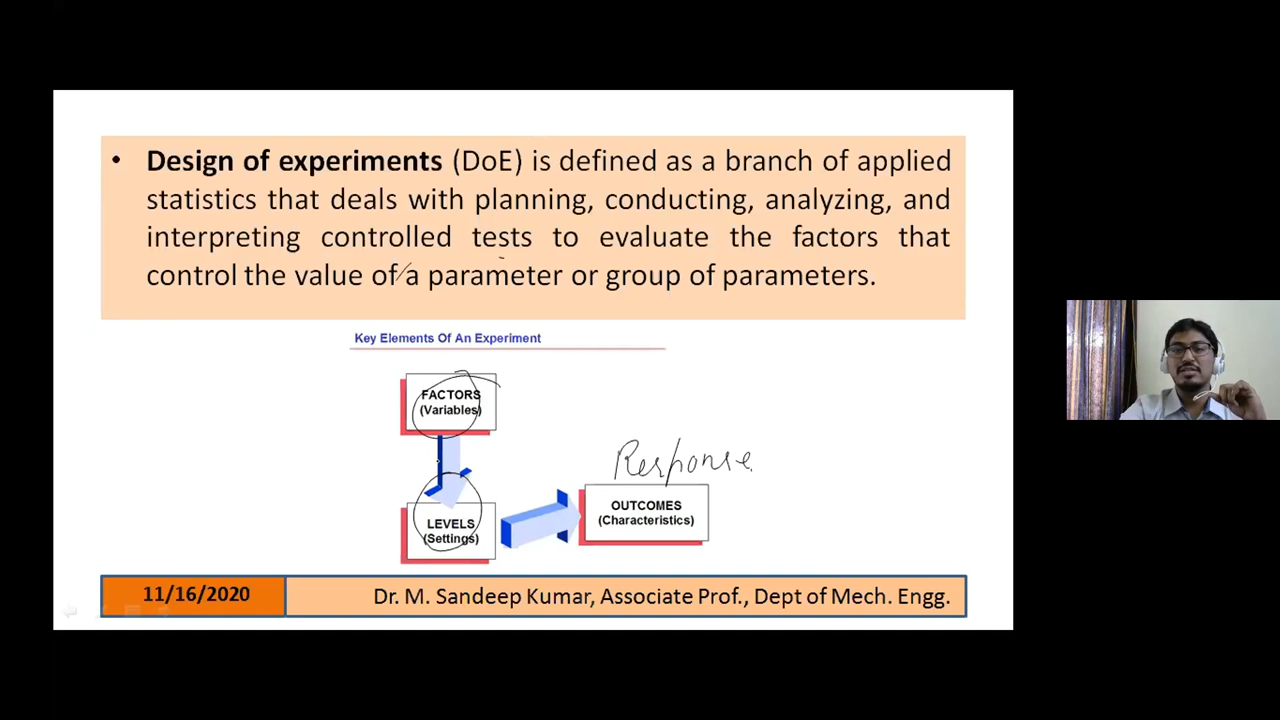 • Design of experiments (DoE) is defined as a branch of applied
statistics that deals with planning, conducting, analyzing, and
interpreting controlled tests to evaluate the factors that
control the value of a parameter or group of parameters.
Key Elements Of An Experiment
FACTORS
(Variables)
Response
LEVELS
(Settings)
OUTCOMES
(Characteristics)
11/16/2020
Dr. M. Sandeep Kumar, Associate Prof., Dept of Mech. Engg.